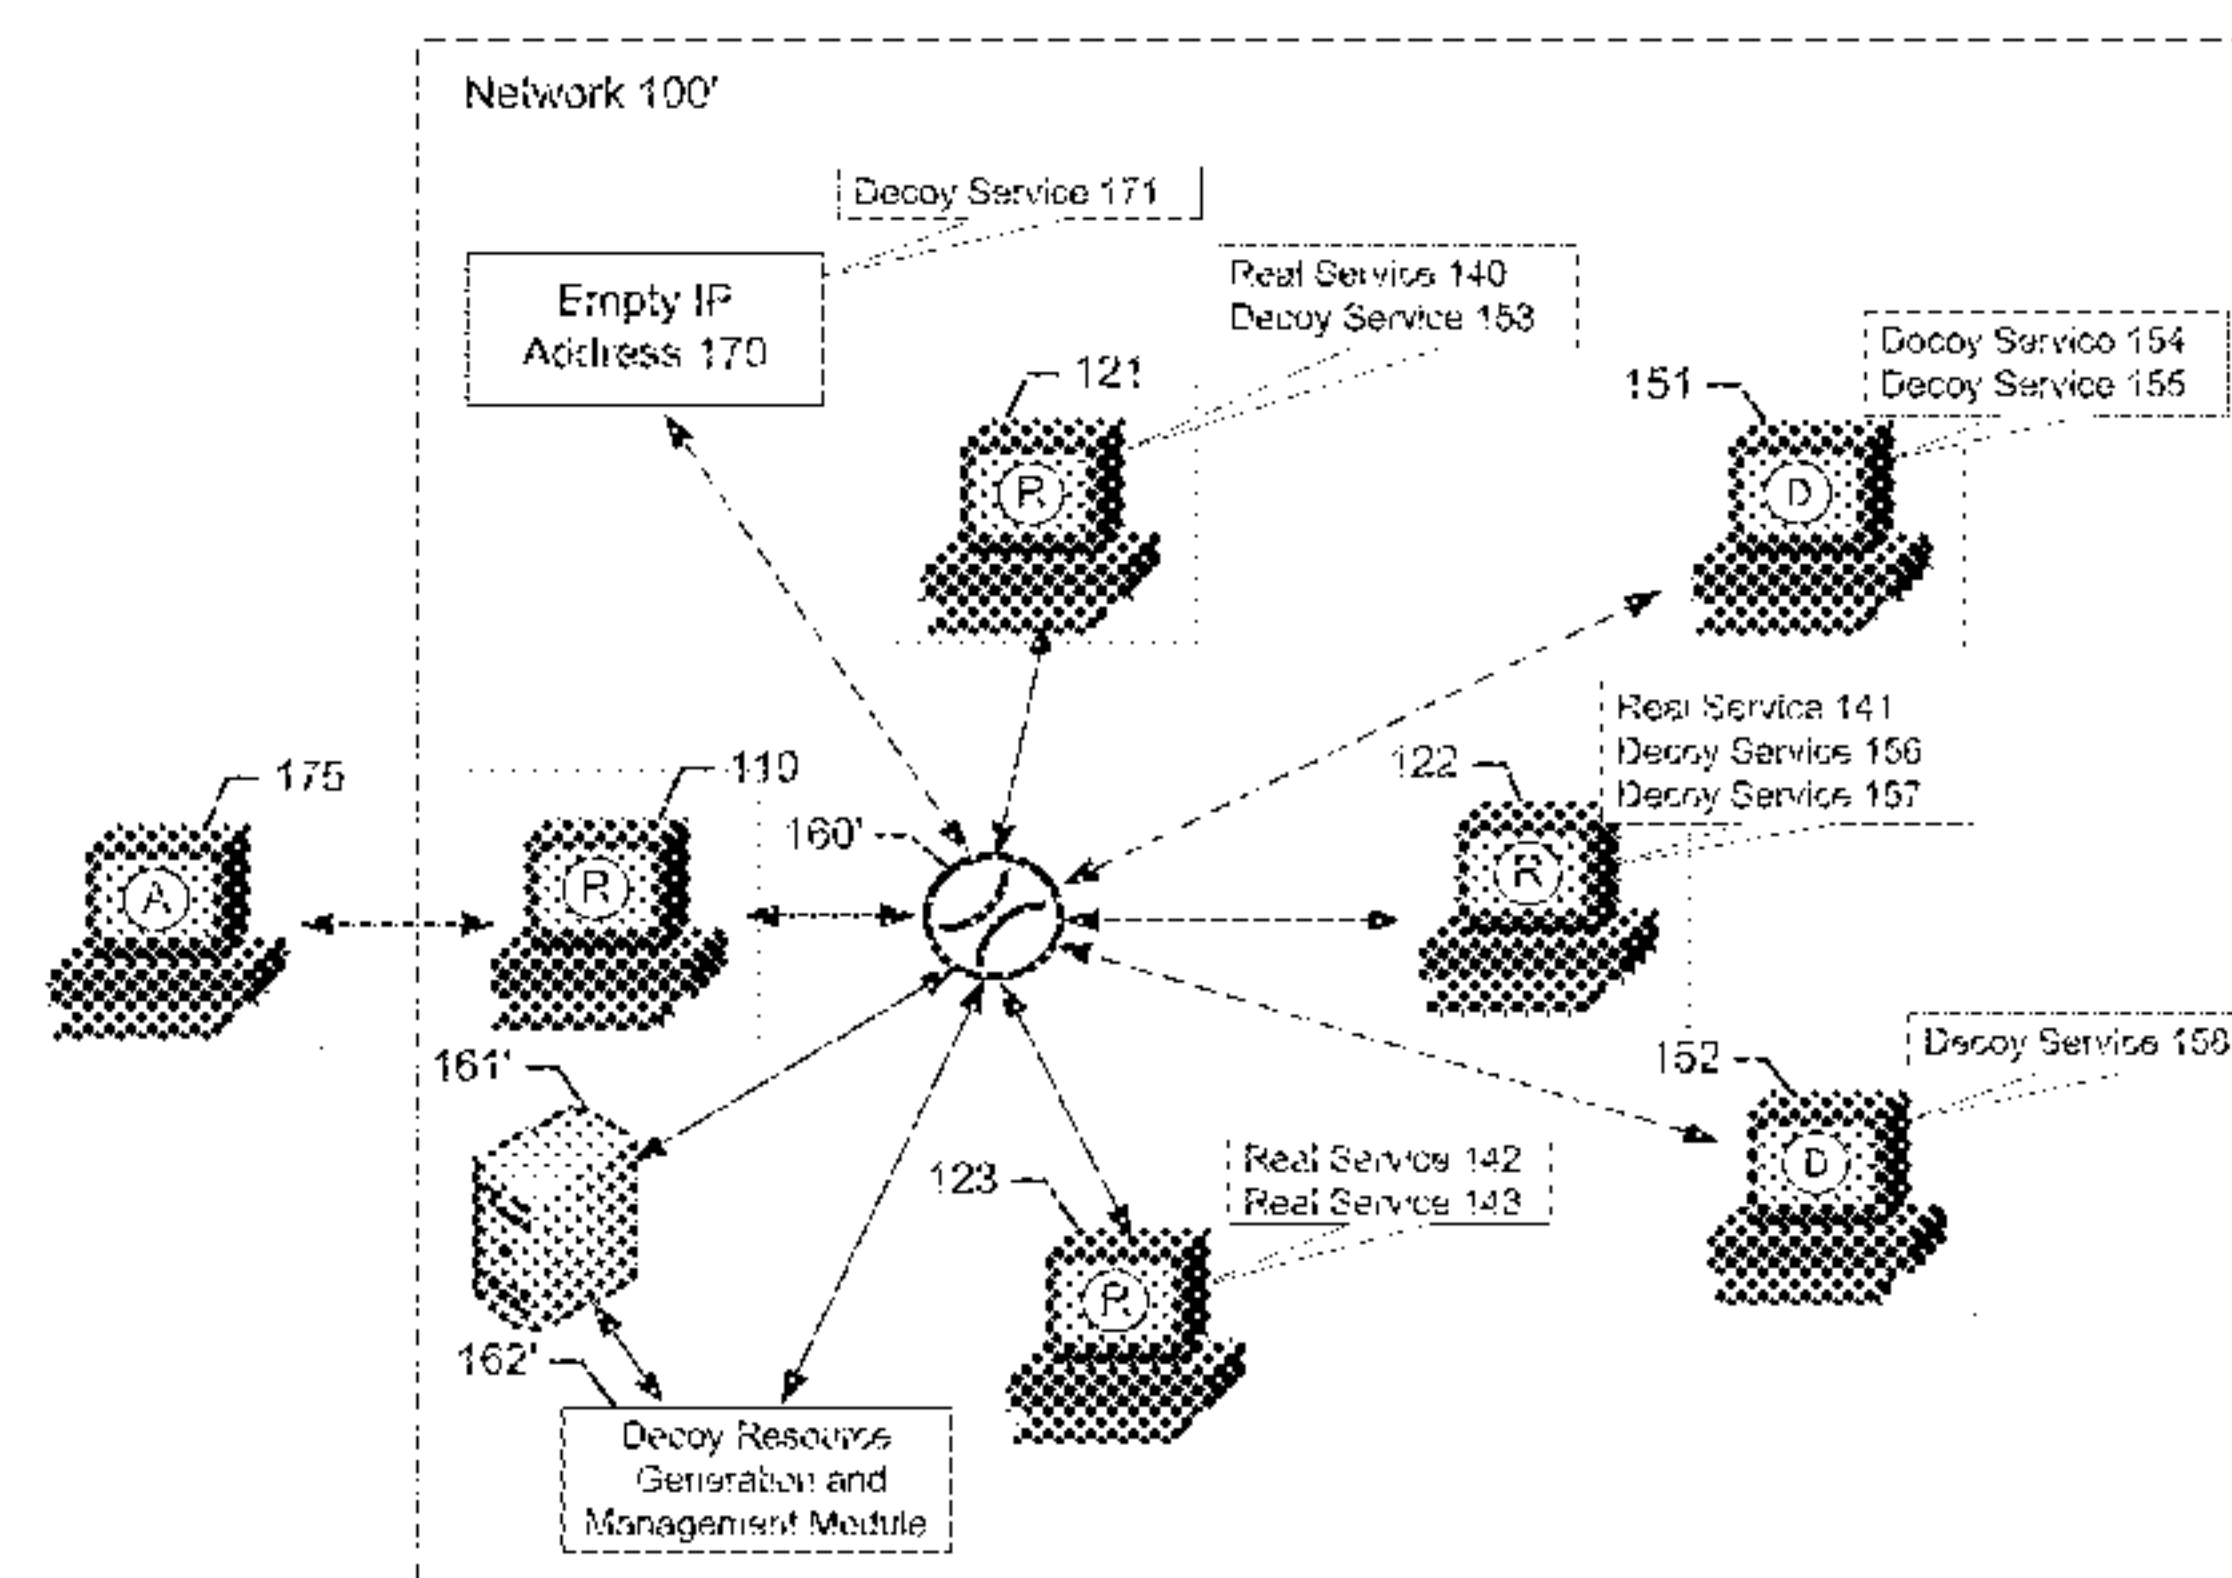 Network 100'
Decoy Service 171
Empty IP
Address 170
Real Service 140
Decoy Service 153
121
R
151
Decoy Service 154
Decoy Service 155
D
Real Service 141
Decoy Service 156
Decoy Service 157
122
R
175
A
110
R
160'
161'
162'
Decoy Resource
Generation and
Management Module
123
Real Service 142
Real Service 143
R
152
Decoy Service 158
D